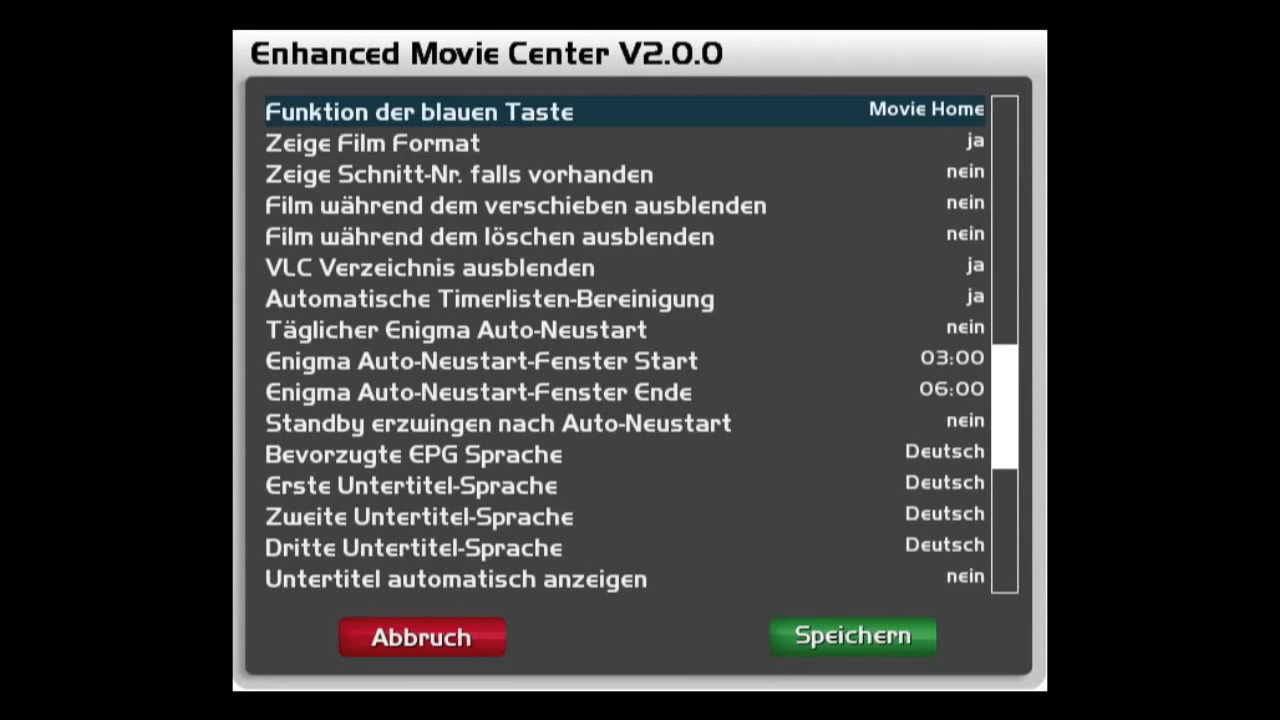 Enhanced Movie Center V2.0.0
Funktion der blauen Taste Movie Home
Zeige Film Format ja
Zeige Schnitt-Nr. falls vorhanden nein
Film während dem verschieben ausblenden nein
Film während dem löschen ausblenden nein
VLC Verzeichnis ausblenden ja
Automatische Timerlisten-Bereinigung ja
Täglicher Enigma Auto-Neustart nein
Enigma Auto-Neustart-Fenster Start 03:00
Enigma Auto-Neustart-Fenster Ende 06:00
Standby erzwingen nach Auto-Neustart nein
Bevorzugte EPG Sprache Deutsch
Erste Untertitel-Sprache Deutsch
Zweite Untertitel-Sprache Deutsch
Dritte Untertitel-Sprache Deutsch
Untertitel automatisch anzeigen nein
Abbruch Speichern